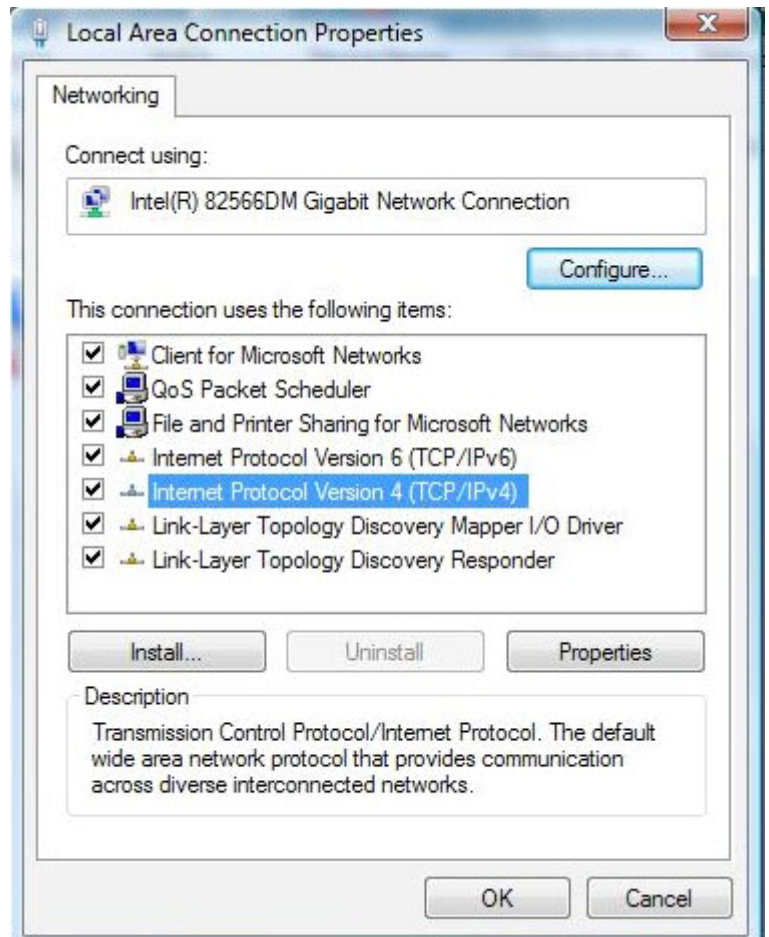 Local Area Connection Properties
Networking
Connect using:
Intel(R) 82566DM Gigabit Network Connection
Configure...
This connection uses the following items:
Client for Microsoft Networks
QoS Packet Scheduler
File and Printer Sharing for Microsoft Networks
Internet Protocol Version 6 (TCP/IPv6)
Internet Protocol Version 4 (TCP/IPv4)
Link-Layer Topology Discovery Mapper I/O Driver
Link-Layer Topology Discovery Responder
Install... Uninstall Properties
Description
Transmission Control Protocol/Internet Protocol. The default
wide area network protocol that provides communication
across diverse interconnected networks.
OK Cancel